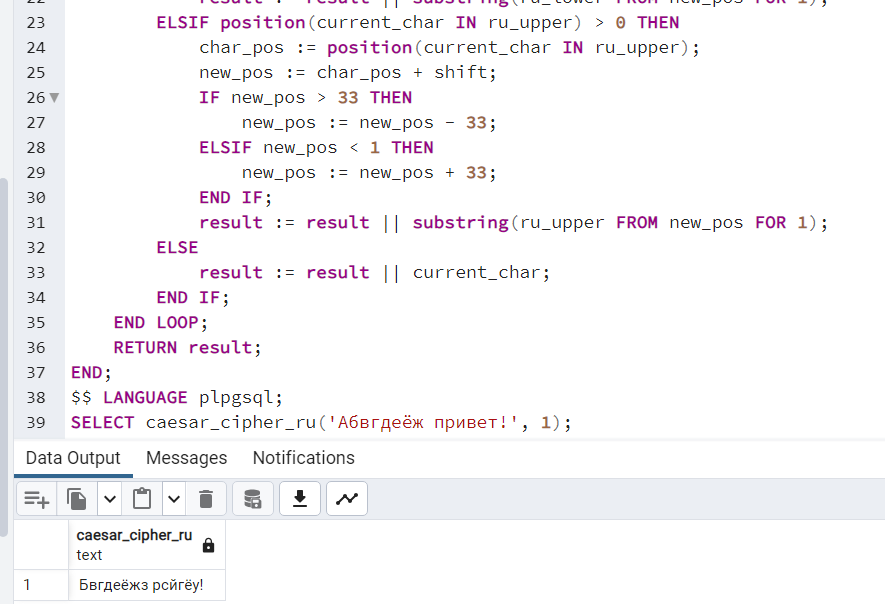 22 result := result || substring(ru_lower FROM new_pos FOR 1);
23 ELSIF position(current_char IN ru_upper) > 0 THEN
24 char_pos := position(current_char IN ru_upper);
25 new_pos := char_pos + shift;
26 IF new_pos > 33 THEN
27 new_pos := new_pos - 33;
28 ELSIF new_pos < 1 THEN
29 new_pos := new_pos + 33;
30 END IF;
31 result := result || substring(ru_upper FROM new_pos FOR 1);
32 ELSE
33 result := result || current_char;
34 END IF;
35 END LOOP;
36 RETURN result;
37 END;
38 $$ LANGUAGE plpgsql;
39 SELECT caesar_cipher_ru('Абвгдеёж привет!', 1);
Data Output Messages Notifications
caesar_cipher_ru
text
1 Бвгдеёжз рсйгёу!